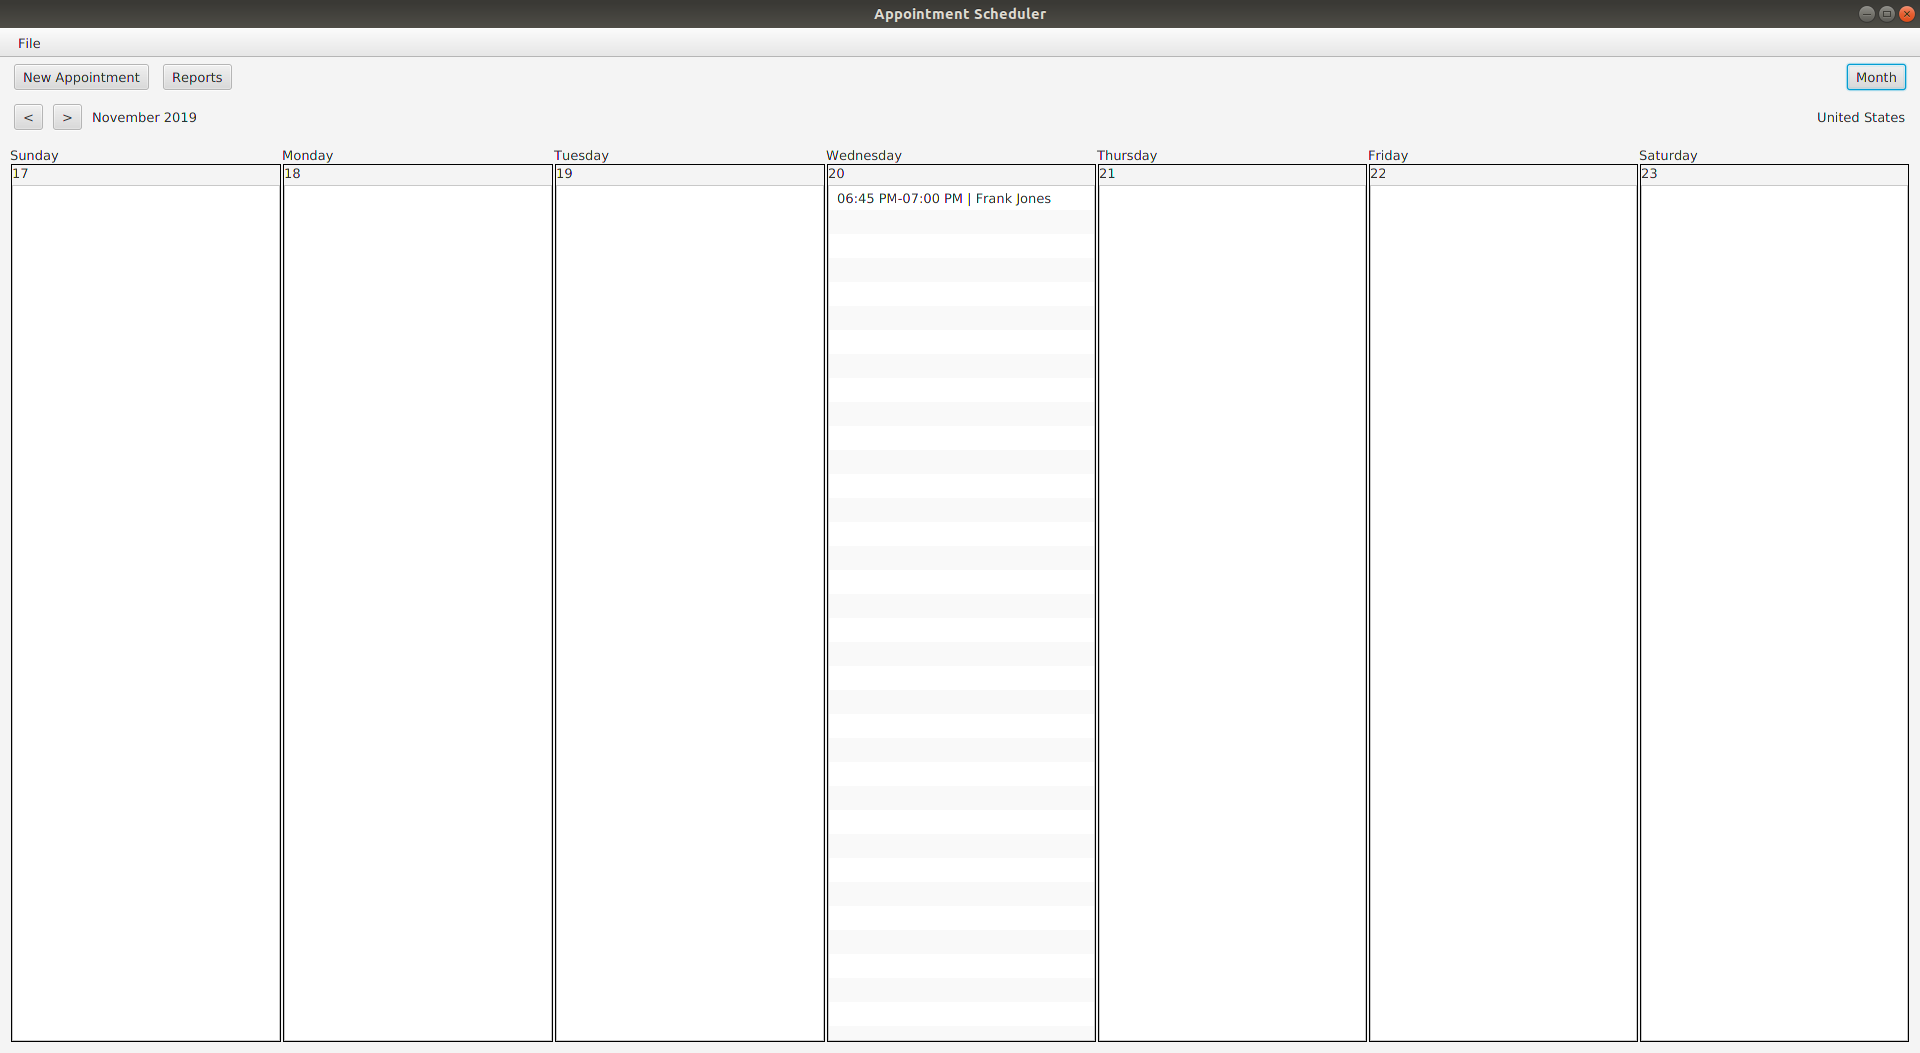 Appointment Scheduler
File
New Appointment Reports Month
< > November 2019 United States
Sunday Monday Tuesday Wednesday Thursday Friday Saturday
17 18 19 20 21 22 23
06:45 PM-07:00 PM | Frank Jones